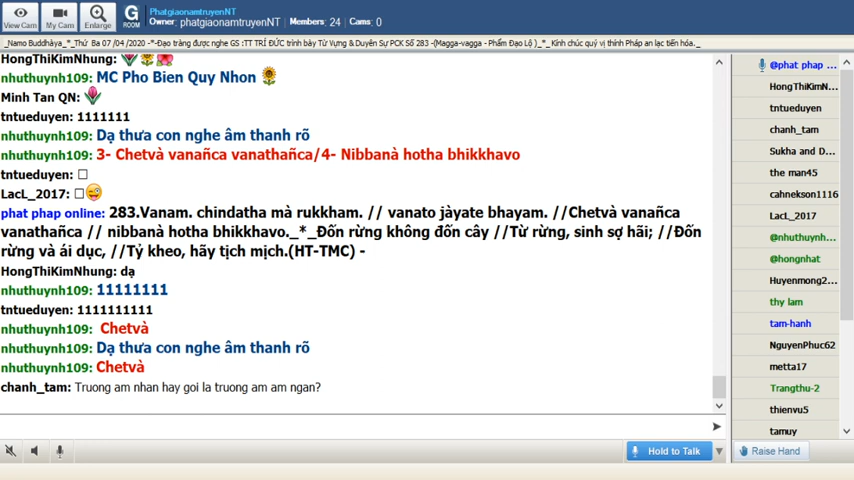 PhatgiaonamtruyenNT
Owner: phatgiaonamtruyenNT | Members: 24 | Cams: 0
View Cam
My Cam
Enlarge
G ROOM
_Namo Buddhàya_*_Thứ Ba 07 /04 /2020 -*-Đạo tràng được nghe GS :TT TRÍ ĐỨC trình bày Từ Vựng & Duyên Sự PCK Số 283 -(Magga-vagga - Phẩm Đạo Lộ )_*_ Kính chúc quý vị thính Pháp an lạc tiến hóa._
HongThiKimNhung:
nhuthuynh109: MC Pho Bien Quy Nhon
Minh Tan QN:
tntueduyen: 1111111
nhuthuynh109: Dạ thưa con nghe âm thanh rõ
nhuthuynh109: 3- Chetvà vanañca vanathañca/4- Nibbanà hotha bhikkhavo
tntueduyen: □
LacL_2017: □
phat phap online: 283.Vanam. chindatha mà rukkham. // vanato jàyate bhayam. //Chetvà vanañca
vanathañca // nibbanà hotha bhikkhavo._*_Đốn rừng không đốn cây //Từ rừng, sinh sợ hãi; //Đốn
rừng và ái dục, //Tỷ kheo, hãy tịch mịch.(HT-TMC) -
HongThiKimNhung: dạ
nhuthuynh109: 11111111
tntueduyen: 1111111111
nhuthuynh109: Chetvà
nhuthuynh109: Dạ thưa con nghe âm thanh rõ
nhuthuynh109: Chetvà
chanh_tam: Truong am nhan hay goi la truong am am ngan?
@phat phap ...
HongThiKimN...
tntueduyen
chanh_tam
Sukha and D...
the man45
cahnekson1116
LacL_2017
@nhuthuynh...
@hongnhat
Huyenmong2...
thy lam
tam-hanh
NguyenPhuc62
metta17
Trangthu-2
thienvu5
tamuy
Hold to Talk
Raise Hand